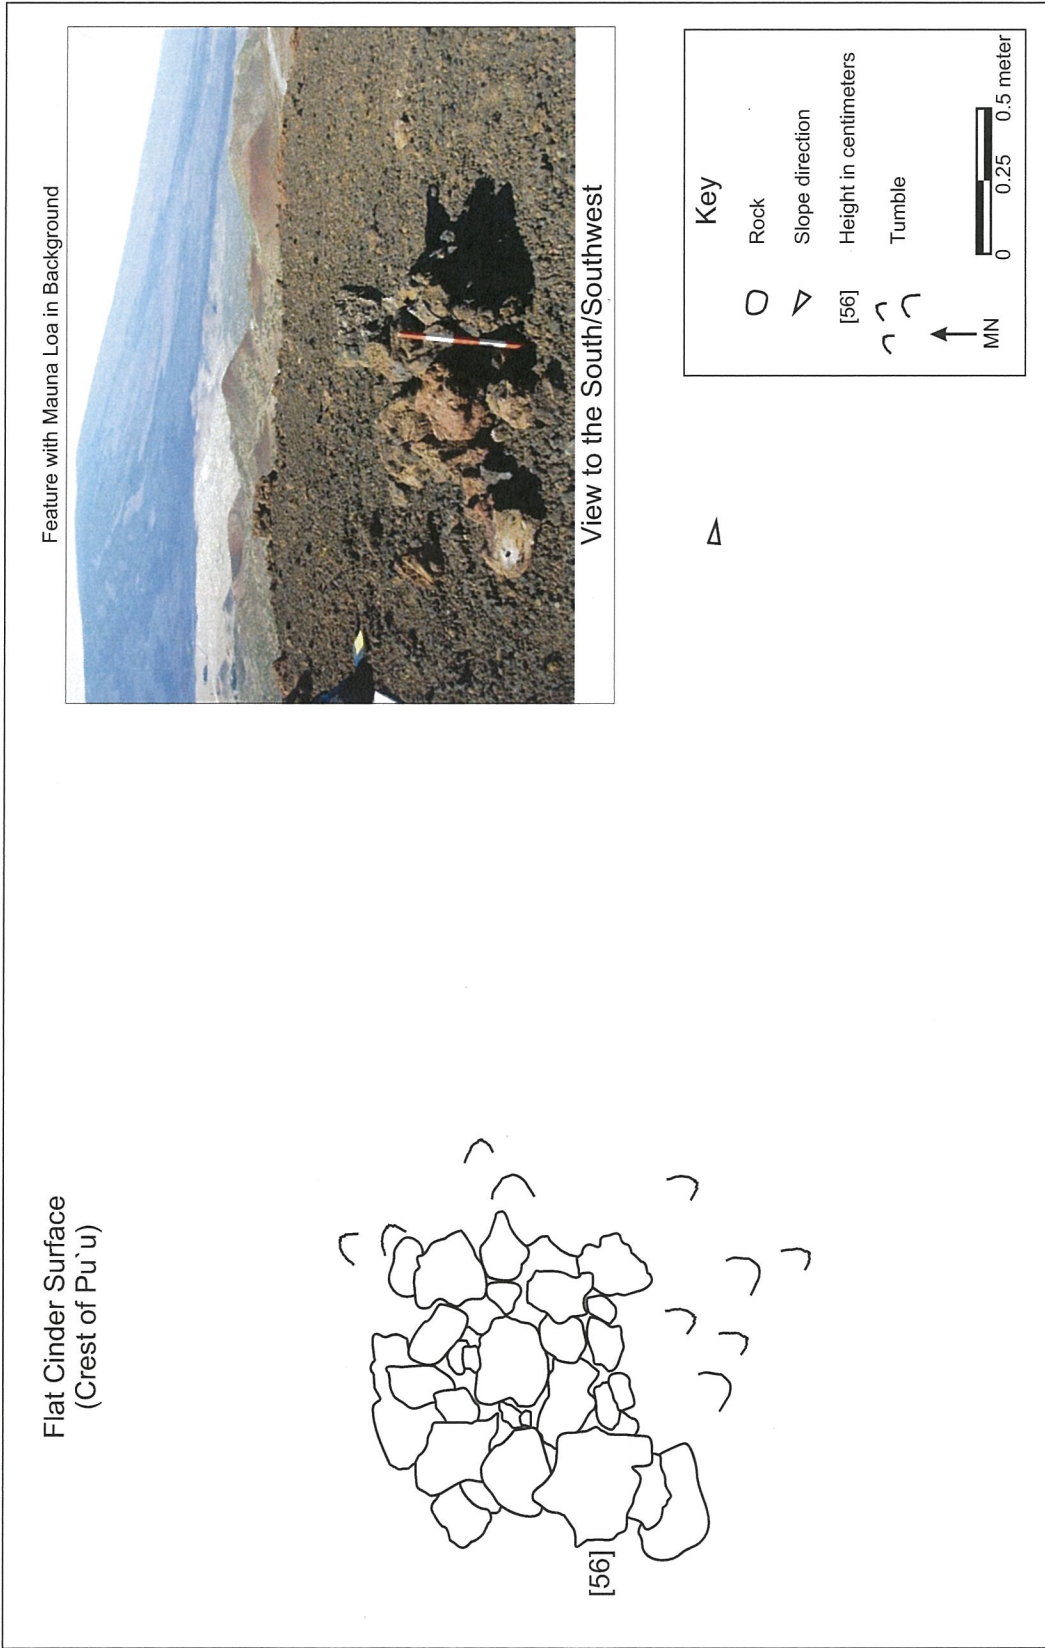 Flat Cinder Surface
(Crest of Pu`u)
[56]
Feature with Mauna Loa in Background
View to the South/Southwest
Key
Rock
Slope direction
[56] Height in centimeters
Tumble
MN
0 0.25 0.5 meter